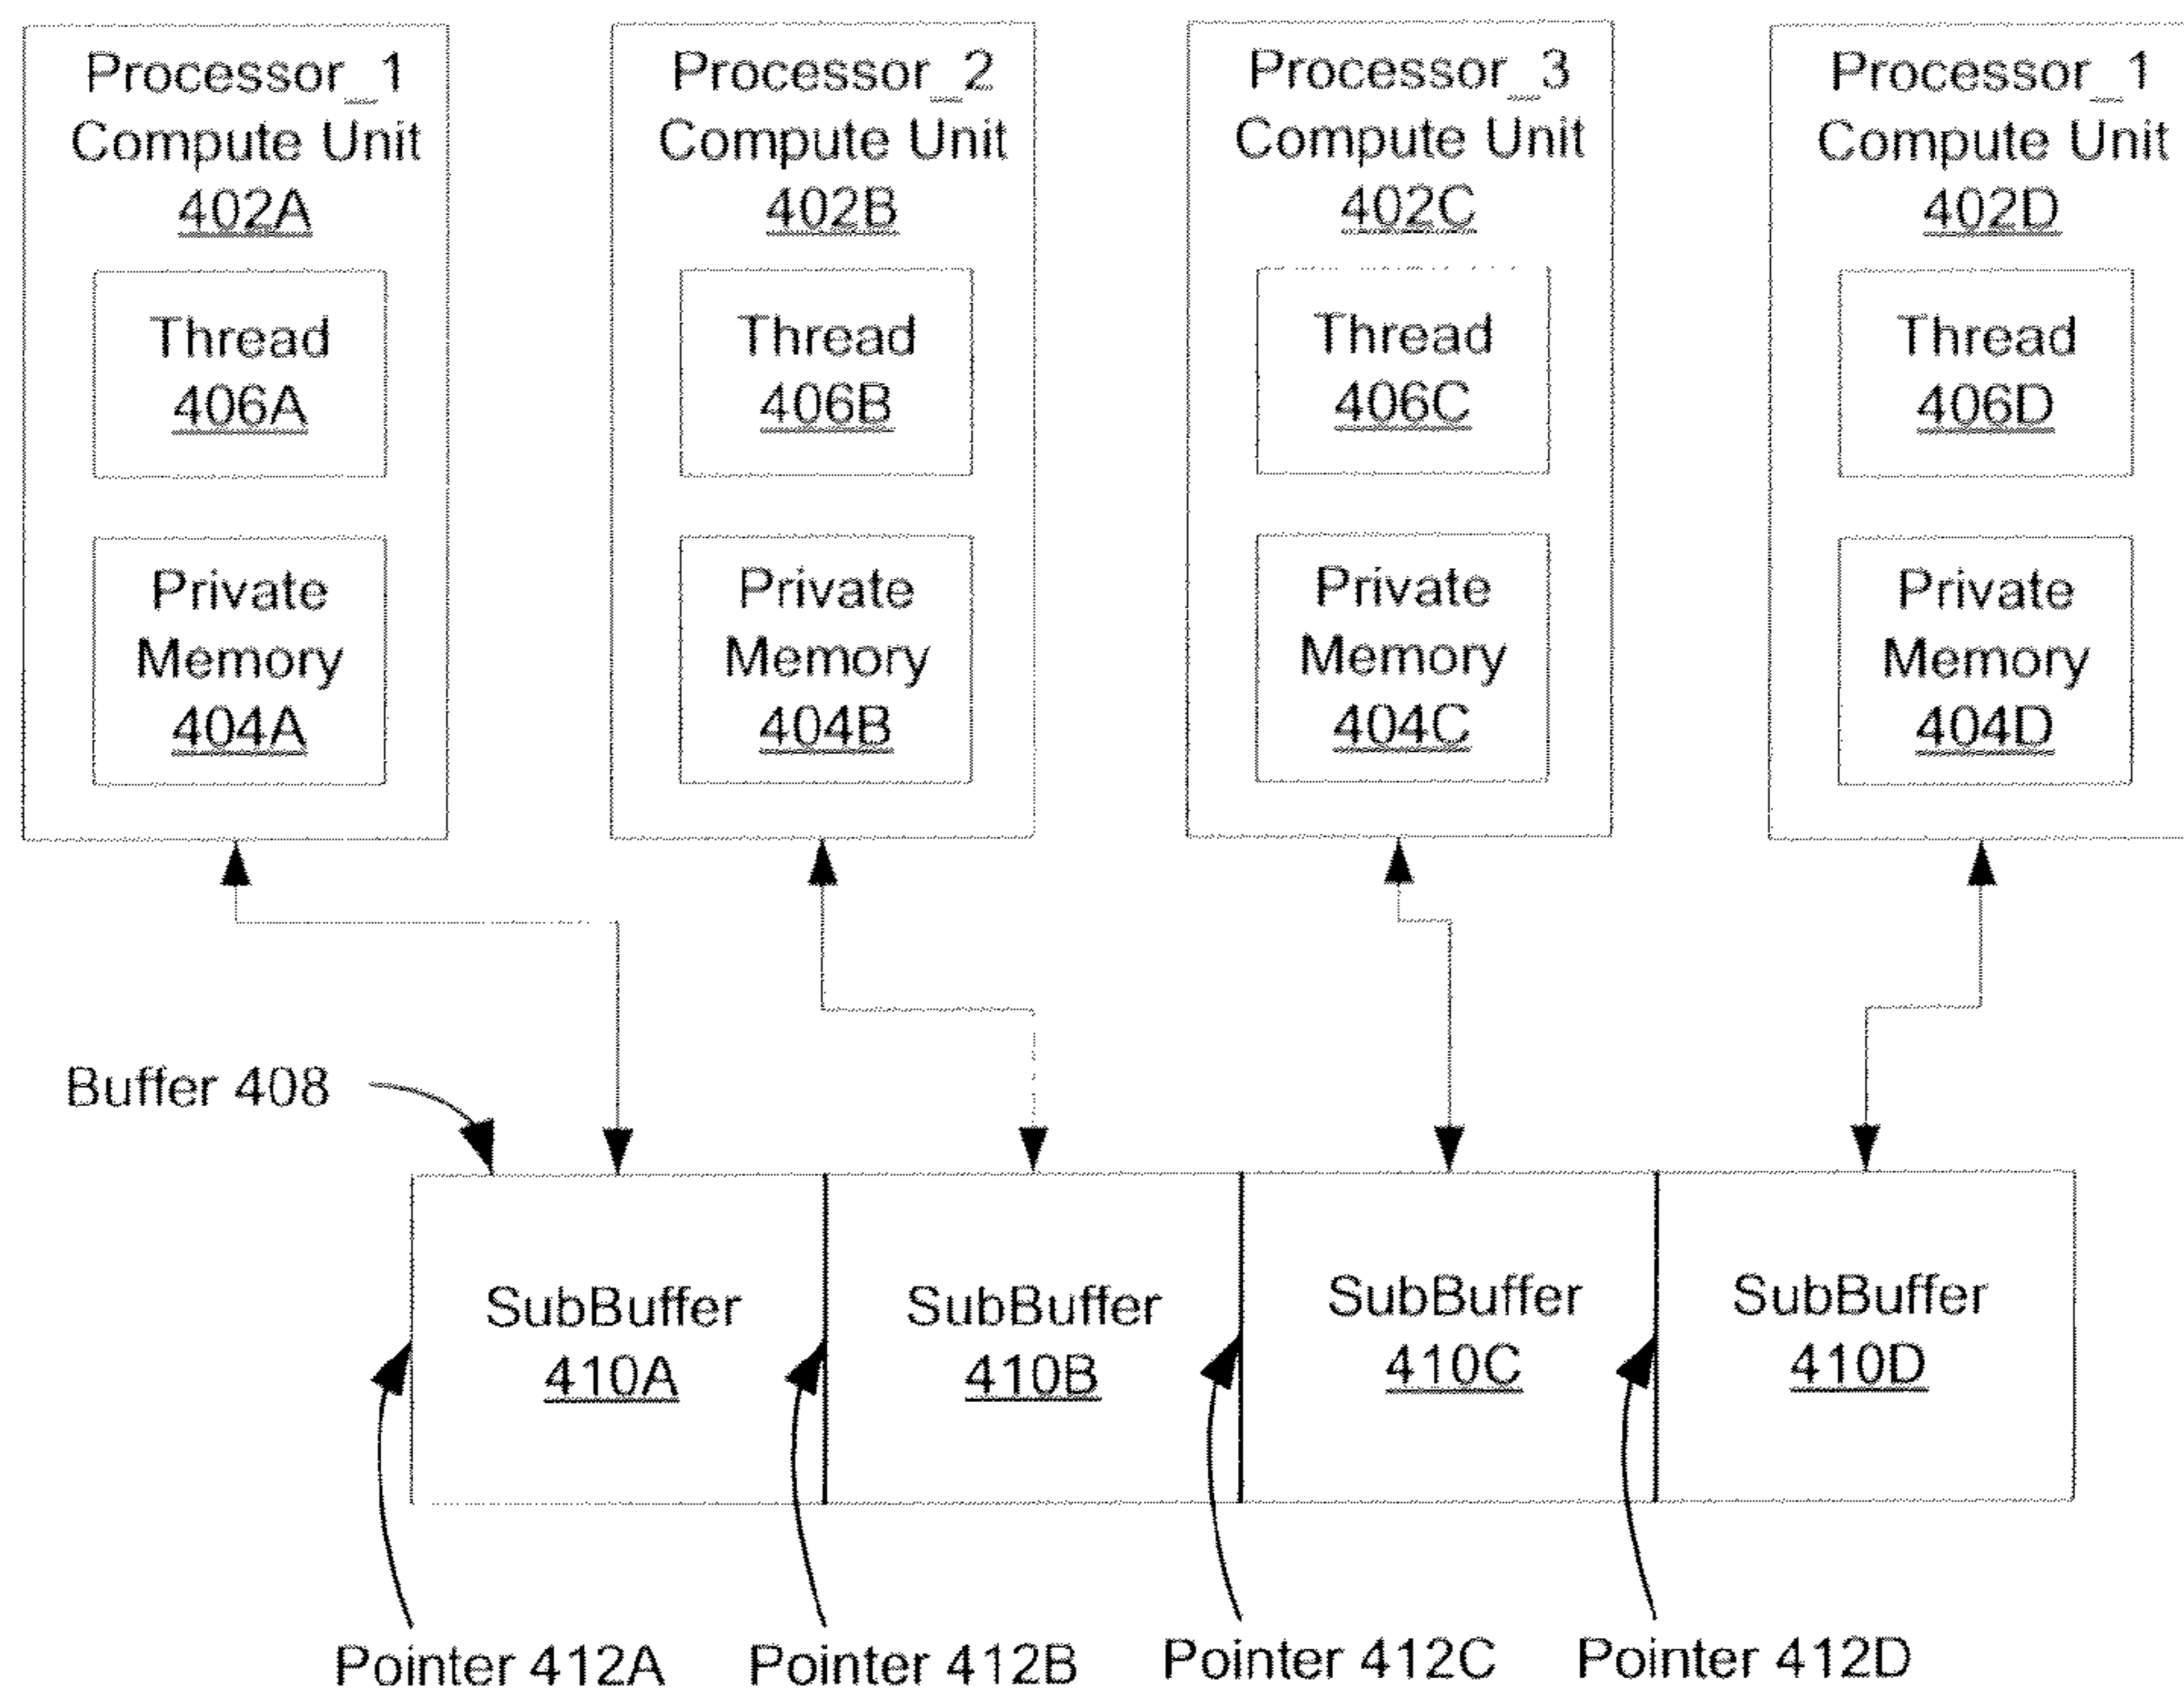 Processor_1
Compute Unit
402A
Thread
406A
Private
Memory
404A
Processor_2
Compute Unit
402B
Thread
406B
Private
Memory
404B
Processor_3
Compute Unit
402C
Thread
406C
Private
Memory
404C
Processor_1
Compute Unit
402D
Thread
406D
Private
Memory
404D
Buffer 408
SubBuffer
410A
SubBuffer
410B
SubBuffer
410C
SubBuffer
410D
Pointer 412A
Pointer 412B
Pointer 412C
Pointer 412D